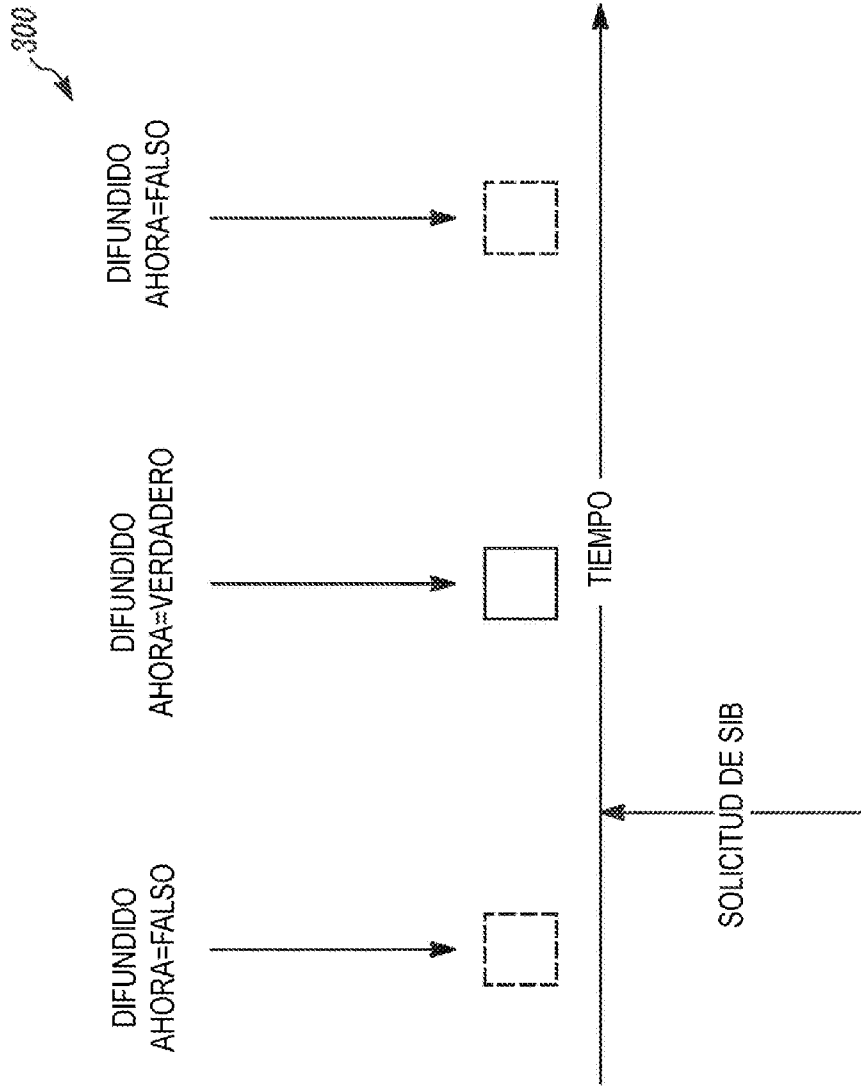 300
DIFUNDIDO
AHORA=FALSO
DIFUNDIDO
AHORA=VERDADERO
DIFUNDIDO
AHORA=FALSO
TIEMPO
SOLICITUD DE SIB